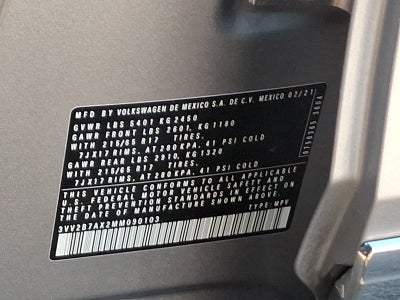 MFD. BY VOLKSWAGEN DE MEXICO S.A. DE C.V. MEXICO 02/21
GVWR LBS 5401 KG 2450
GAWR FRONT LBS 2601, KG 1180
WITH 215/65 R17 TIRES.
7JX17 RIMS. AT 280 KPA. 41 PSI COLD
GAWR REAR LBS 2910, KG 1320
WITH 215/65 R17 TIRES.
7JX17 RIMS. AT 280 KPA. 41 PSI COLD
THIS VEHICLE CONFORMS TO ALL APPLICABLE
U.S. FEDERAL MOTOR VEHICLE SAFETY AND
THEFT PREVENTION STANDARDS IN EFFECT ON
THE DATE OF MANUFACTURE SHOWN ABOVE.
TYPE: MPV
3VV2B7AX2MM090103